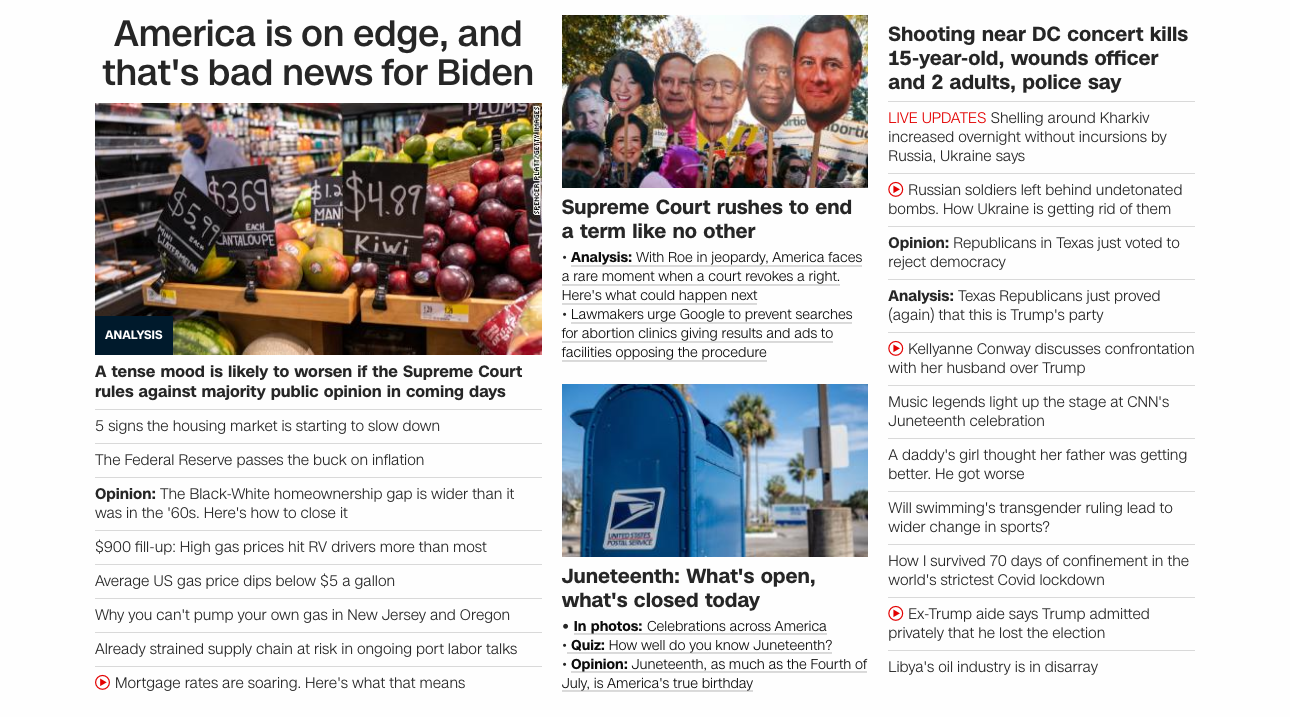 America is on edge, and
that's bad news for Biden
PLUMS
$3.69
EACH
CANTALOUPE
$5.99
EACH
MINI
WATERMELON
$1.2
MAN
$4.89
Kiwi
SPENCER PLATT/GETTY IMAGES
ANALYSIS
A tense mood is likely to worsen if the Supreme Court
rules against majority public opinion in coming days
5 signs the housing market is starting to slow down
The Federal Reserve passes the buck on inflation
Opinion: The Black-White homeownership gap is wider than it
was in the '60s. Here's how to close it
$900 fill-up: High gas prices hit RV drivers more than most
Average US gas price dips below $5 a gallon
Why you can't pump your own gas in New Jersey and Oregon
Already strained supply chain at risk in ongoing port labor talks
Mortgage rates are soaring. Here's what that means
Supreme Court rushes to end
a term like no other
• Analysis: With Roe in jeopardy, America faces
a rare moment when a court revokes a right.
Here's what could happen next
• Lawmakers urge Google to prevent searches
for abortion clinics giving results and ads to
facilities opposing the procedure
UNITED STATES
POSTAL SERVICE
Juneteenth: What's open,
what's closed today
• In photos: Celebrations across America
• Quiz: How well do you know Juneteenth?
• Opinion: Juneteenth, as much as the Fourth of
July, is America's true birthday
Shooting near DC concert kills
15-year-old, wounds officer
and 2 adults, police say
LIVE UPDATES Shelling around Kharkiv
increased overnight without incursions by
Russia, Ukraine says
Russian soldiers left behind undetonated
bombs. How Ukraine is getting rid of them
Opinion: Republicans in Texas just voted to
reject democracy
Analysis: Texas Republicans just proved
(again) that this is Trump's party
Kellyanne Conway discusses confrontation
with her husband over Trump
Music legends light up the stage at CNN's
Juneteenth celebration
A daddy's girl thought her father was getting
better. He got worse
Will swimming's transgender ruling lead to
wider change in sports?
How I survived 70 days of confinement in the
world's strictest Covid lockdown
Ex-Trump aide says Trump admitted
privately that he lost the election
Libya's oil industry is in disarray